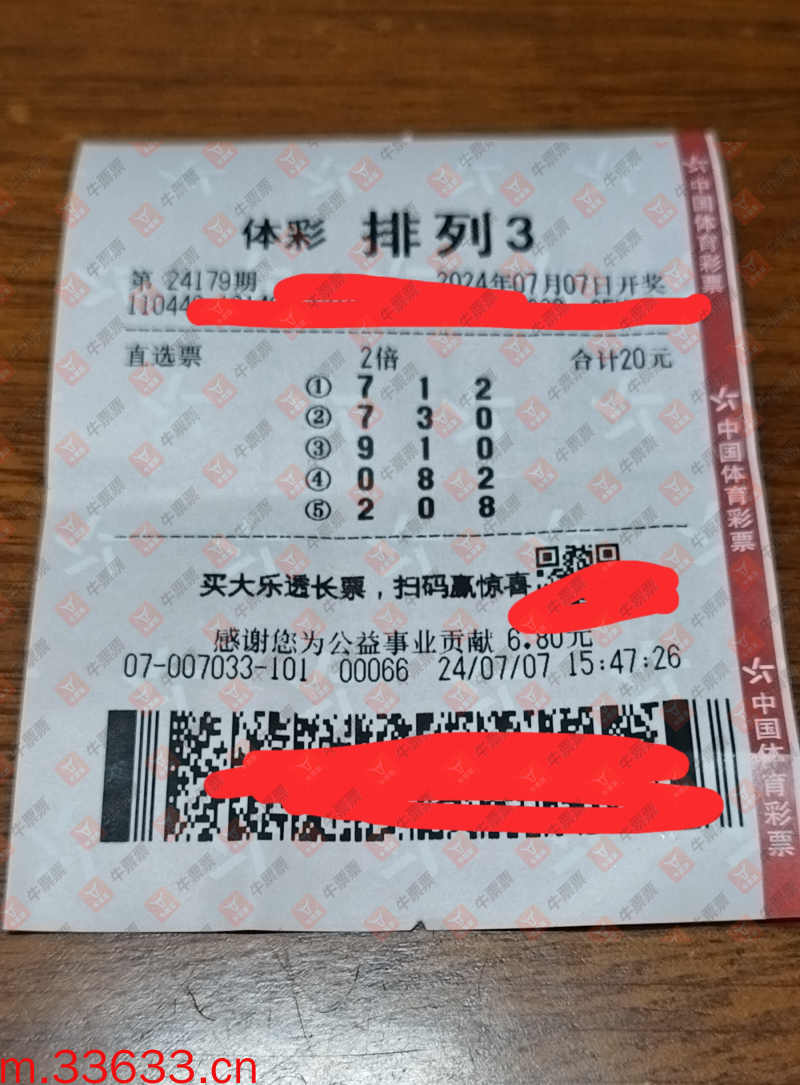 体彩 排列3
第 24179期 2024年07月07日开奖
直选票 2倍 合计20元
① 7 1 2
② 7 3 0
③ 9 1 0
④ 0 8 2
⑤ 2 0 8
买大乐透长票，扫码赢惊喜
感谢您为公益事业贡献 6.80元
07-007033-101 00066 24/07/07 15:47:26
中国体育彩票
中国体育彩票
中国体育彩票
牛票票
m.33633.cn